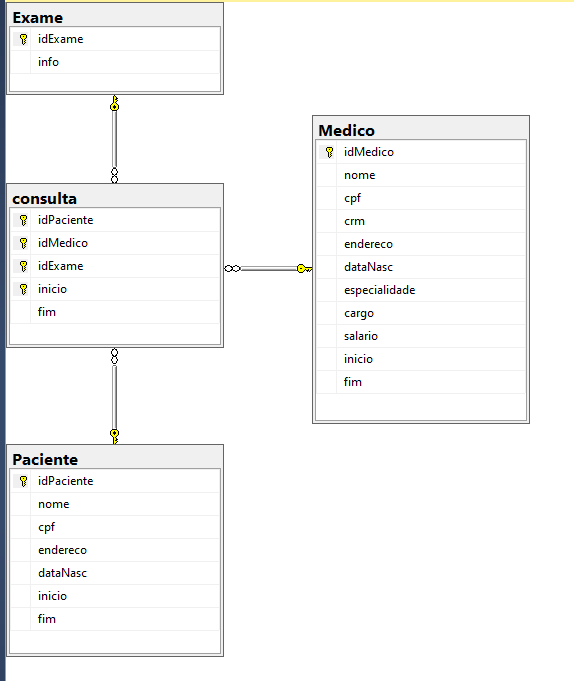 Exame
idExame
info
Medico
idMedico
nome
cpf
crm
endereco
dataNasc
especialidade
cargo
salario
inicio
fim
consulta
idPaciente
idMedico
idExame
inicio
fim
Paciente
idPaciente
nome
cpf
endereco
dataNasc
inicio
fim